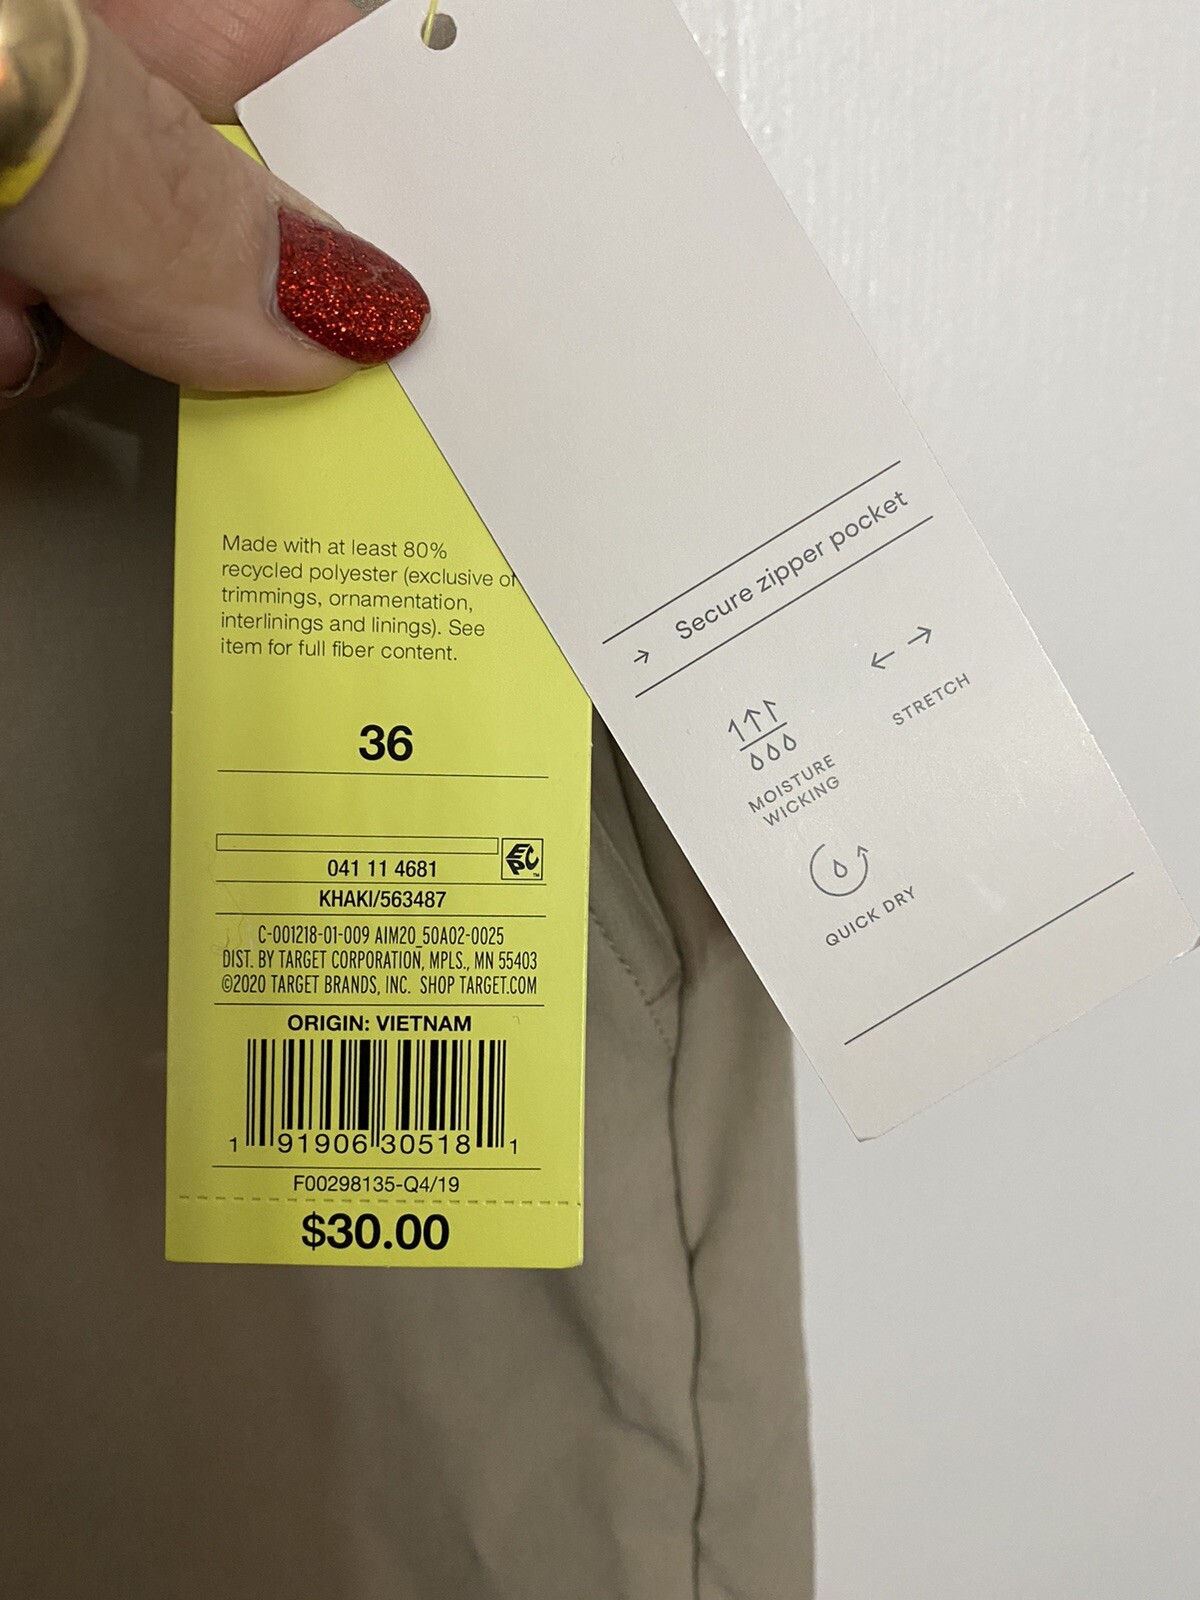 Made with at least 80%
recycled polyester (exclusive of
trimmings, ornamentation,
interlinings and linings). See
item for full fiber content.
36
EPC™
041 11 4681
KHAKI/563487
C-001218-01-009 AIM20_50A02-0025
DIST. BY TARGET CORPORATION, MPLS., MN 55403
©2020 TARGET BRANDS, INC. SHOP TARGET.COM
ORIGIN: VIETNAM
1 91906 30518 1
F00298135-Q4/19
$30.00
→ Secure zipper pocket
STRETCH
MOISTURE
WICKING
QUICK DRY